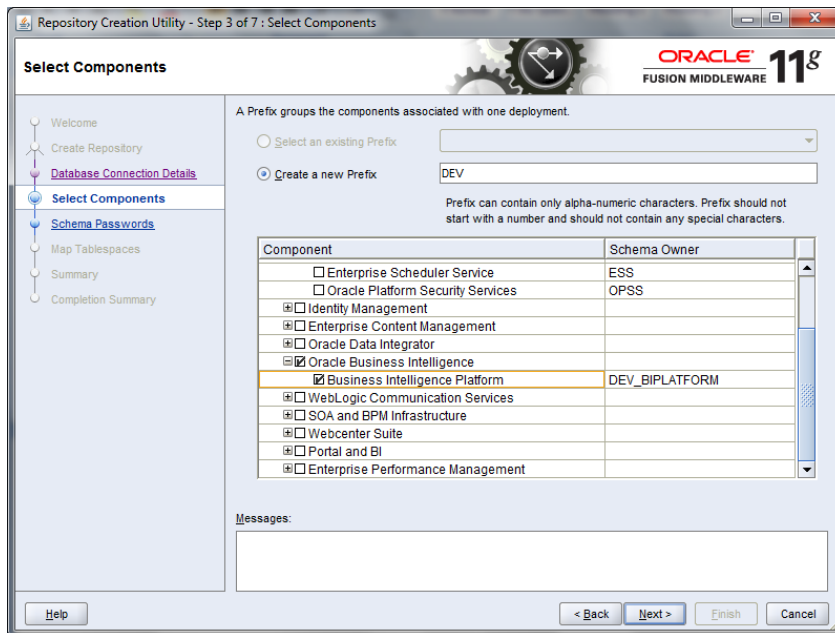 Repository Creation Utility - Step 3 of 7 : Select Components
Select Components
ORACLE
FUSION MIDDLEWARE 11g
Welcome
Create Repository
Database Connection Details
Select Components
Schema Passwords
Map Tablespaces
Summary
Completion Summary
A Prefix groups the components associated with one deployment.
Select an existing Prefix
Create a new Prefix DEV
Prefix can contain only alpha-numeric characters. Prefix should not
start with a number and should not contain any special characters.
Component Schema Owner
Enterprise Scheduler Service ESS
Oracle Platform Security Services OPSS
Identity Management
Enterprise Content Management
Oracle Data Integrator
Oracle Business Intelligence
Business Intelligence Platform DEV_BIPLATFORM
WebLogic Communication Services
SOA and BPM Infrastructure
Webcenter Suite
Portal and BI
Enterprise Performance Management
Messages:
Help < Back Next > Finish Cancel